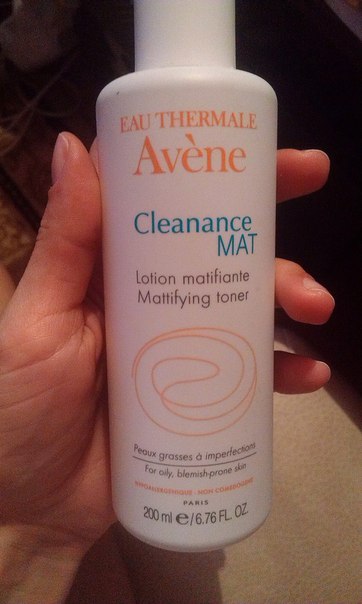 EAU THERMALE
Avène
Cleanance
MAT
Lotion matifiante
Mattifying toner
Peaux grasses à imperfections
For oily, blemish-prone skin
HYPOALLERGÉNIQUE - NON COMÉDOGÈNE
PARIS
200 ml ℮/6.76 FL. OZ